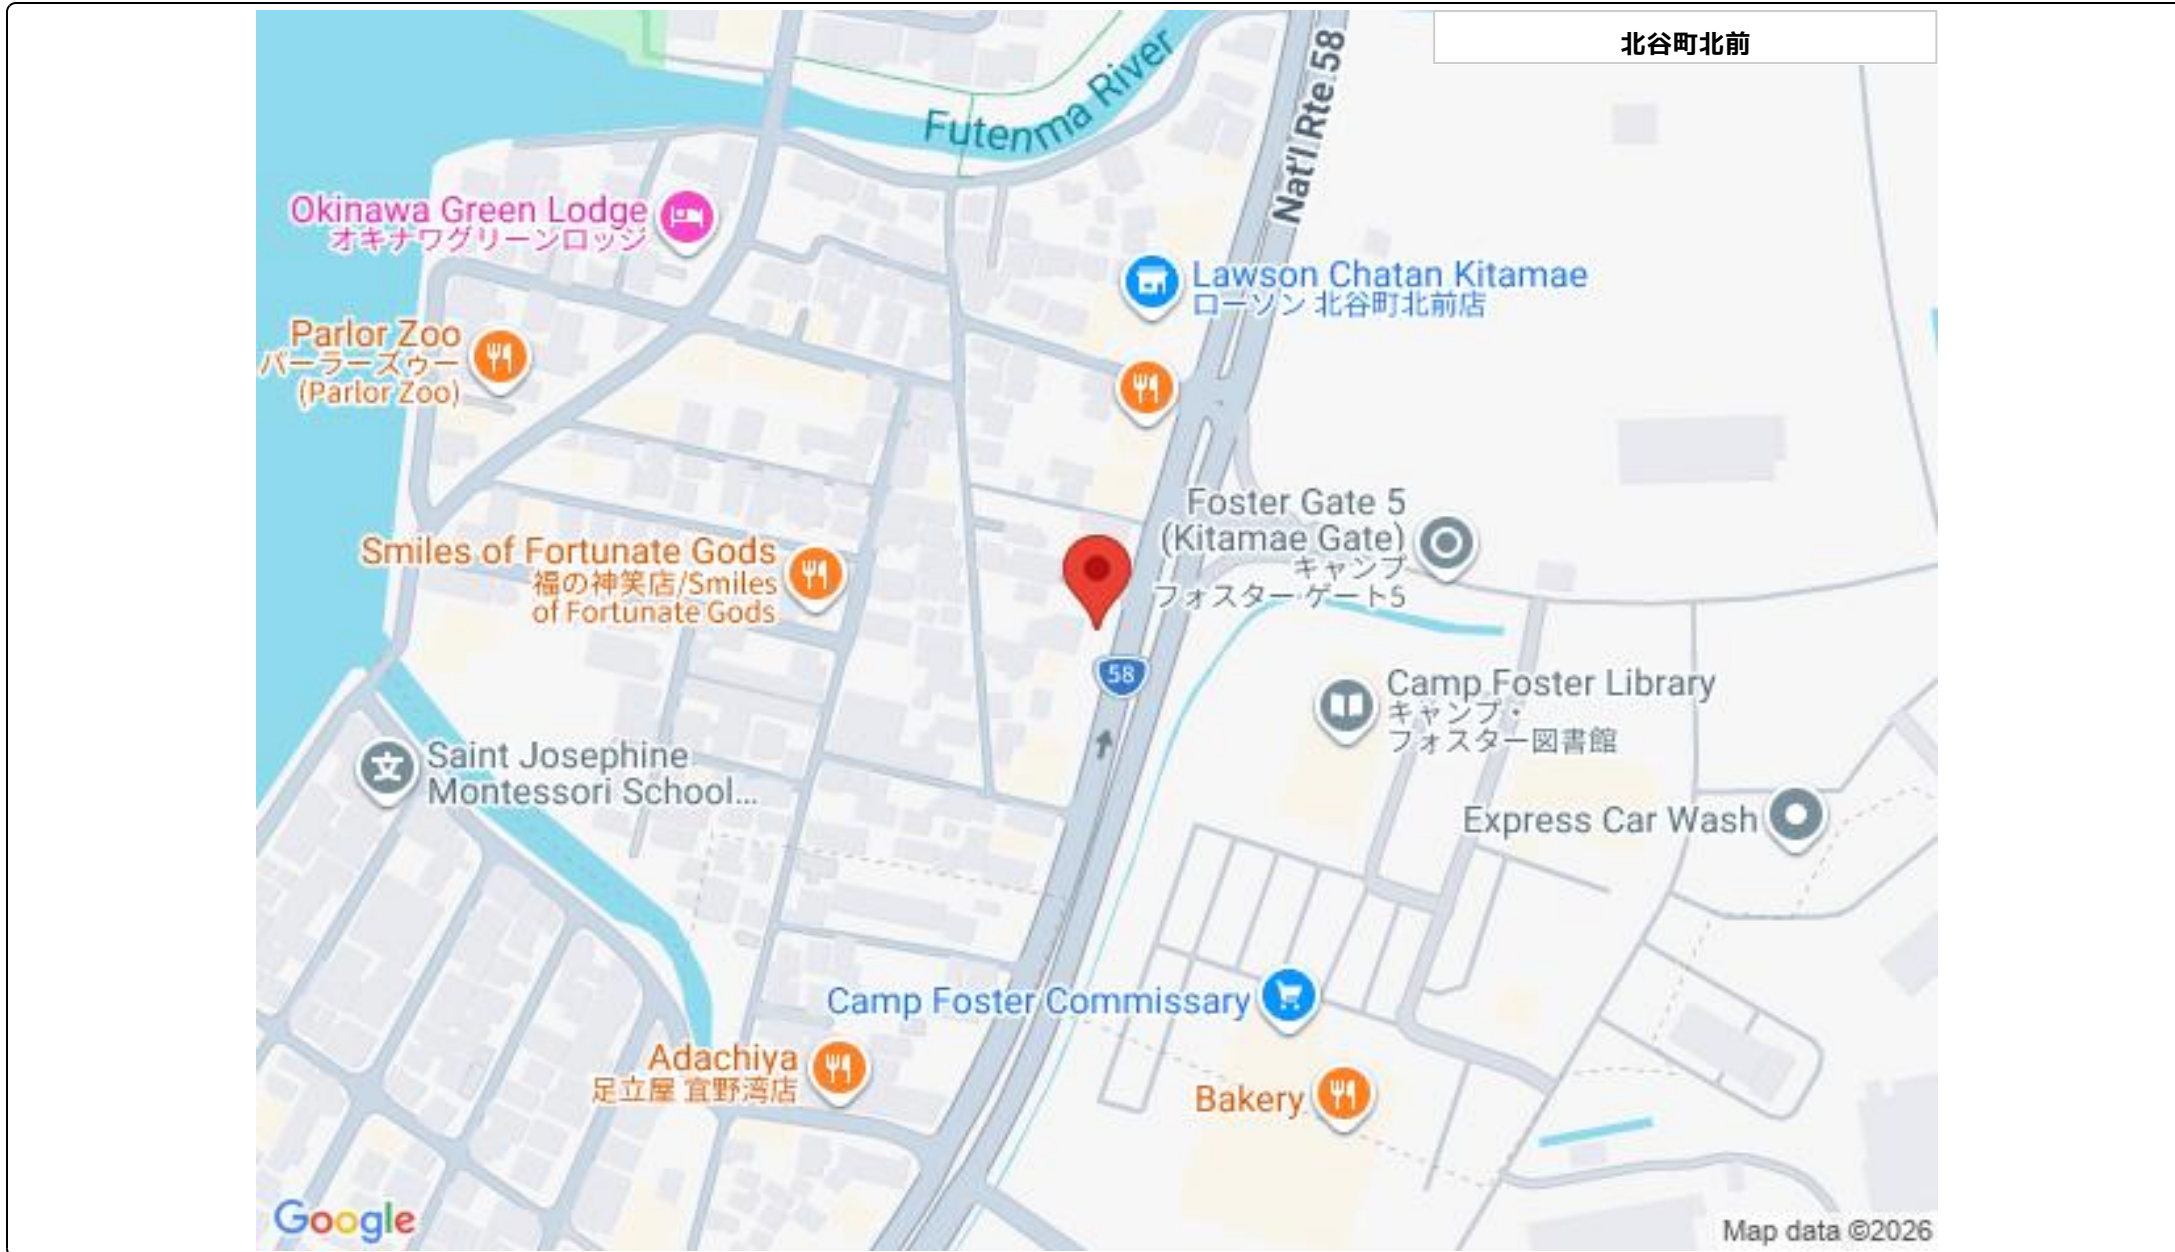 北谷町北前
Nat'l Rte 58
Futenma River
Okinawa Green Lodge
オキナワグリーンロッジ
Lawson Chatan Kitamae
ローソン 北谷町北前店
Parlor Zoo
パーラーズゥー
(Parlor Zoo)
Foster Gate 5
(Kitamae Gate)
キャンプ
フォスター ゲート5
Smiles of Fortunate Gods
福の神笑店/Smiles
of Fortunate Gods
58
Camp Foster Library
キャンプ・
フォスター図書館
Saint Josephine
Montessori School...
文
Express Car Wash
Camp Foster Commissary
Adachiya
足立屋 宜野湾店
Bakery
Google
Map data ©2026